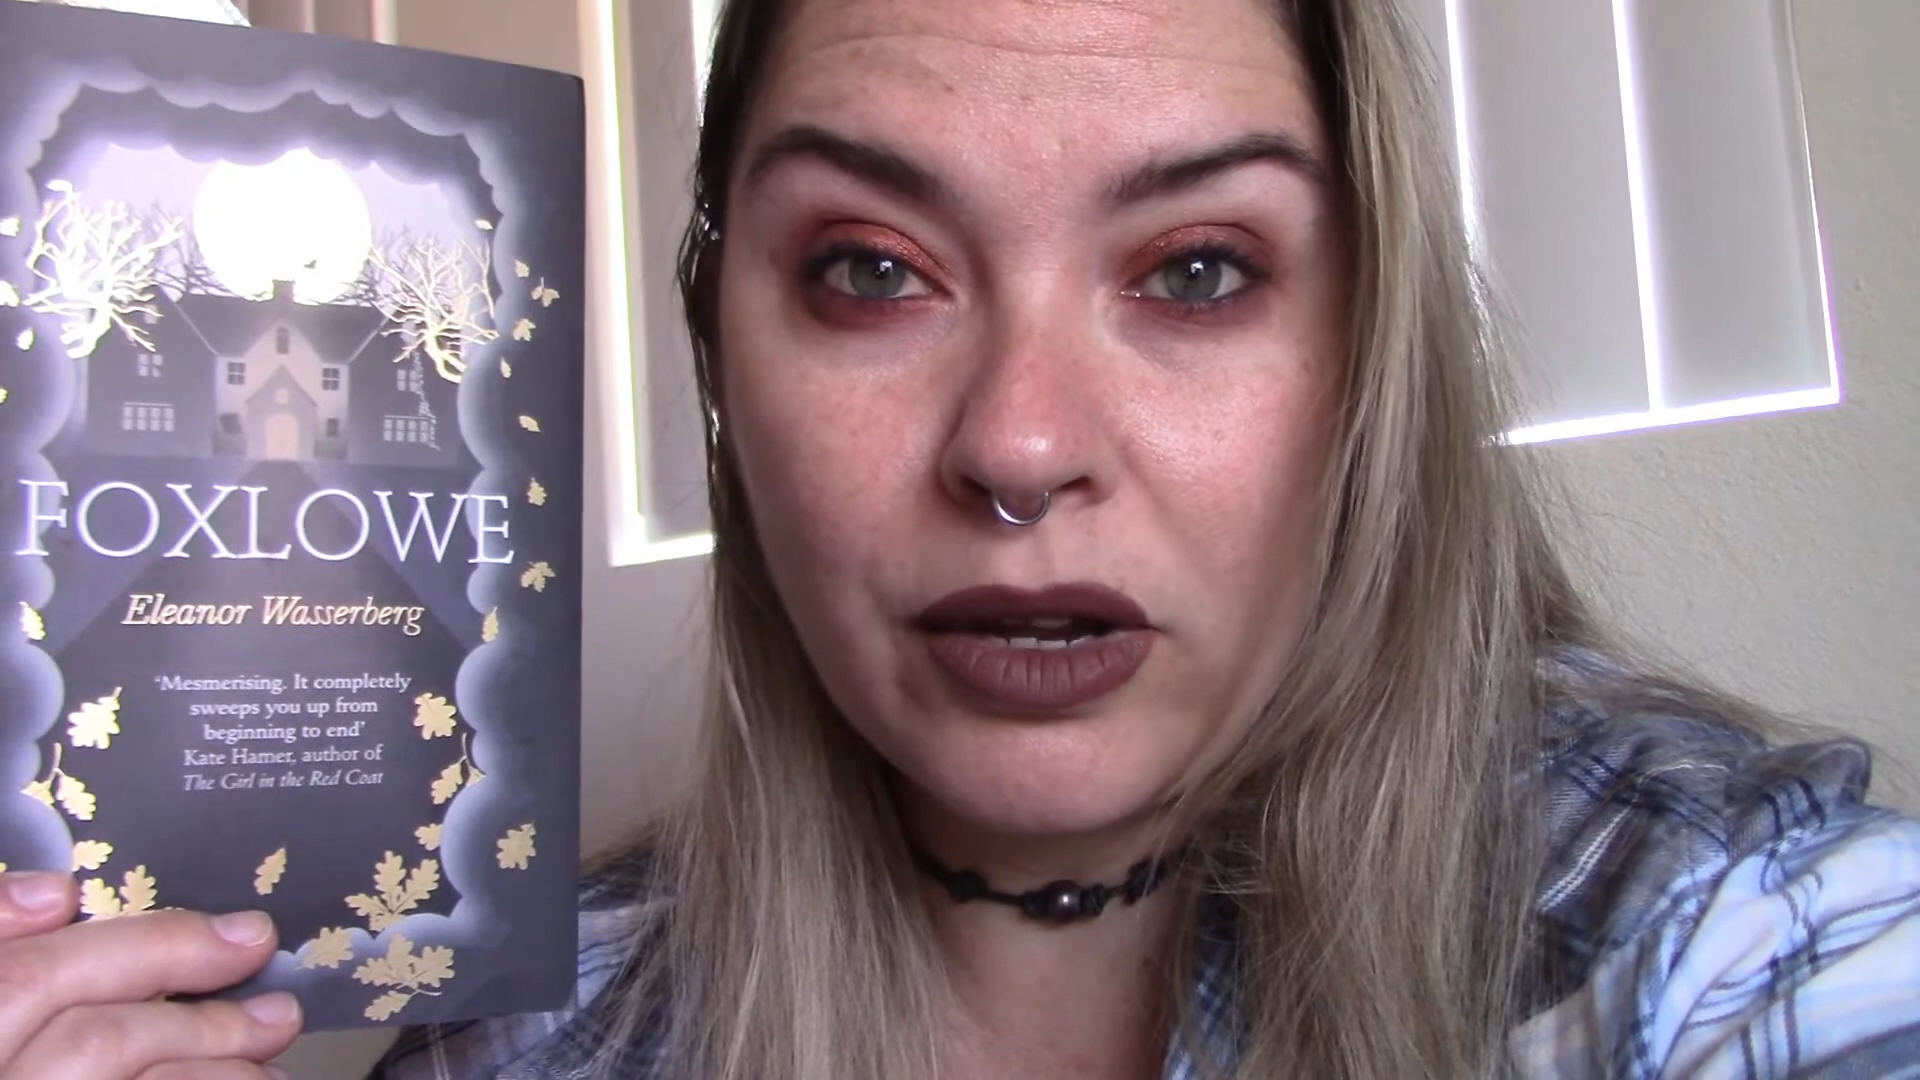 FOXLOWE
Eleanor Wasserberg
‘Mesmerising. It completely
sweeps you up from
beginning to end’
Kate Hamer, author of
The Girl in the Red Coat